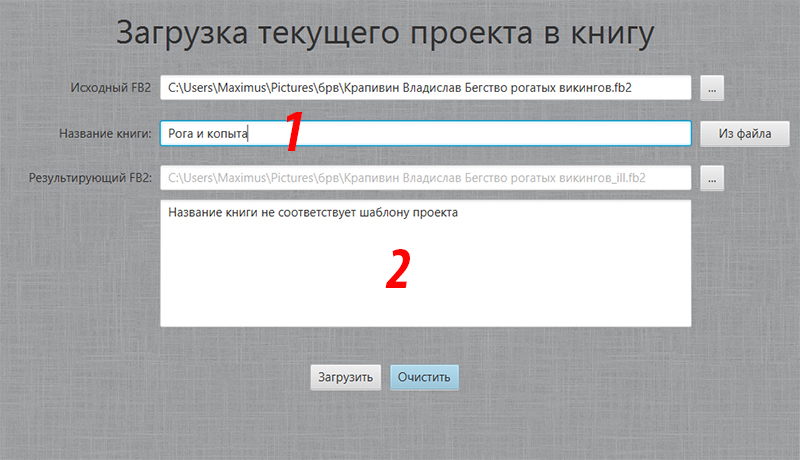 Загрузка текущего проекта в книгу
Исходный FB2 C:\Users\Maximus\Pictures\брв\Крапивин Владислав Бегство рогатых викингов.fb2 ...
Название книги: Рога и копыта Из файла
1
Результирующий FB2: C:\Users\Maximus\Pictures\брв\Крапивин Владислав Бегство рогатых викингов_ill.fb2 ...
Название книги не соответствует шаблону проекта
2
Загрузить Очистить